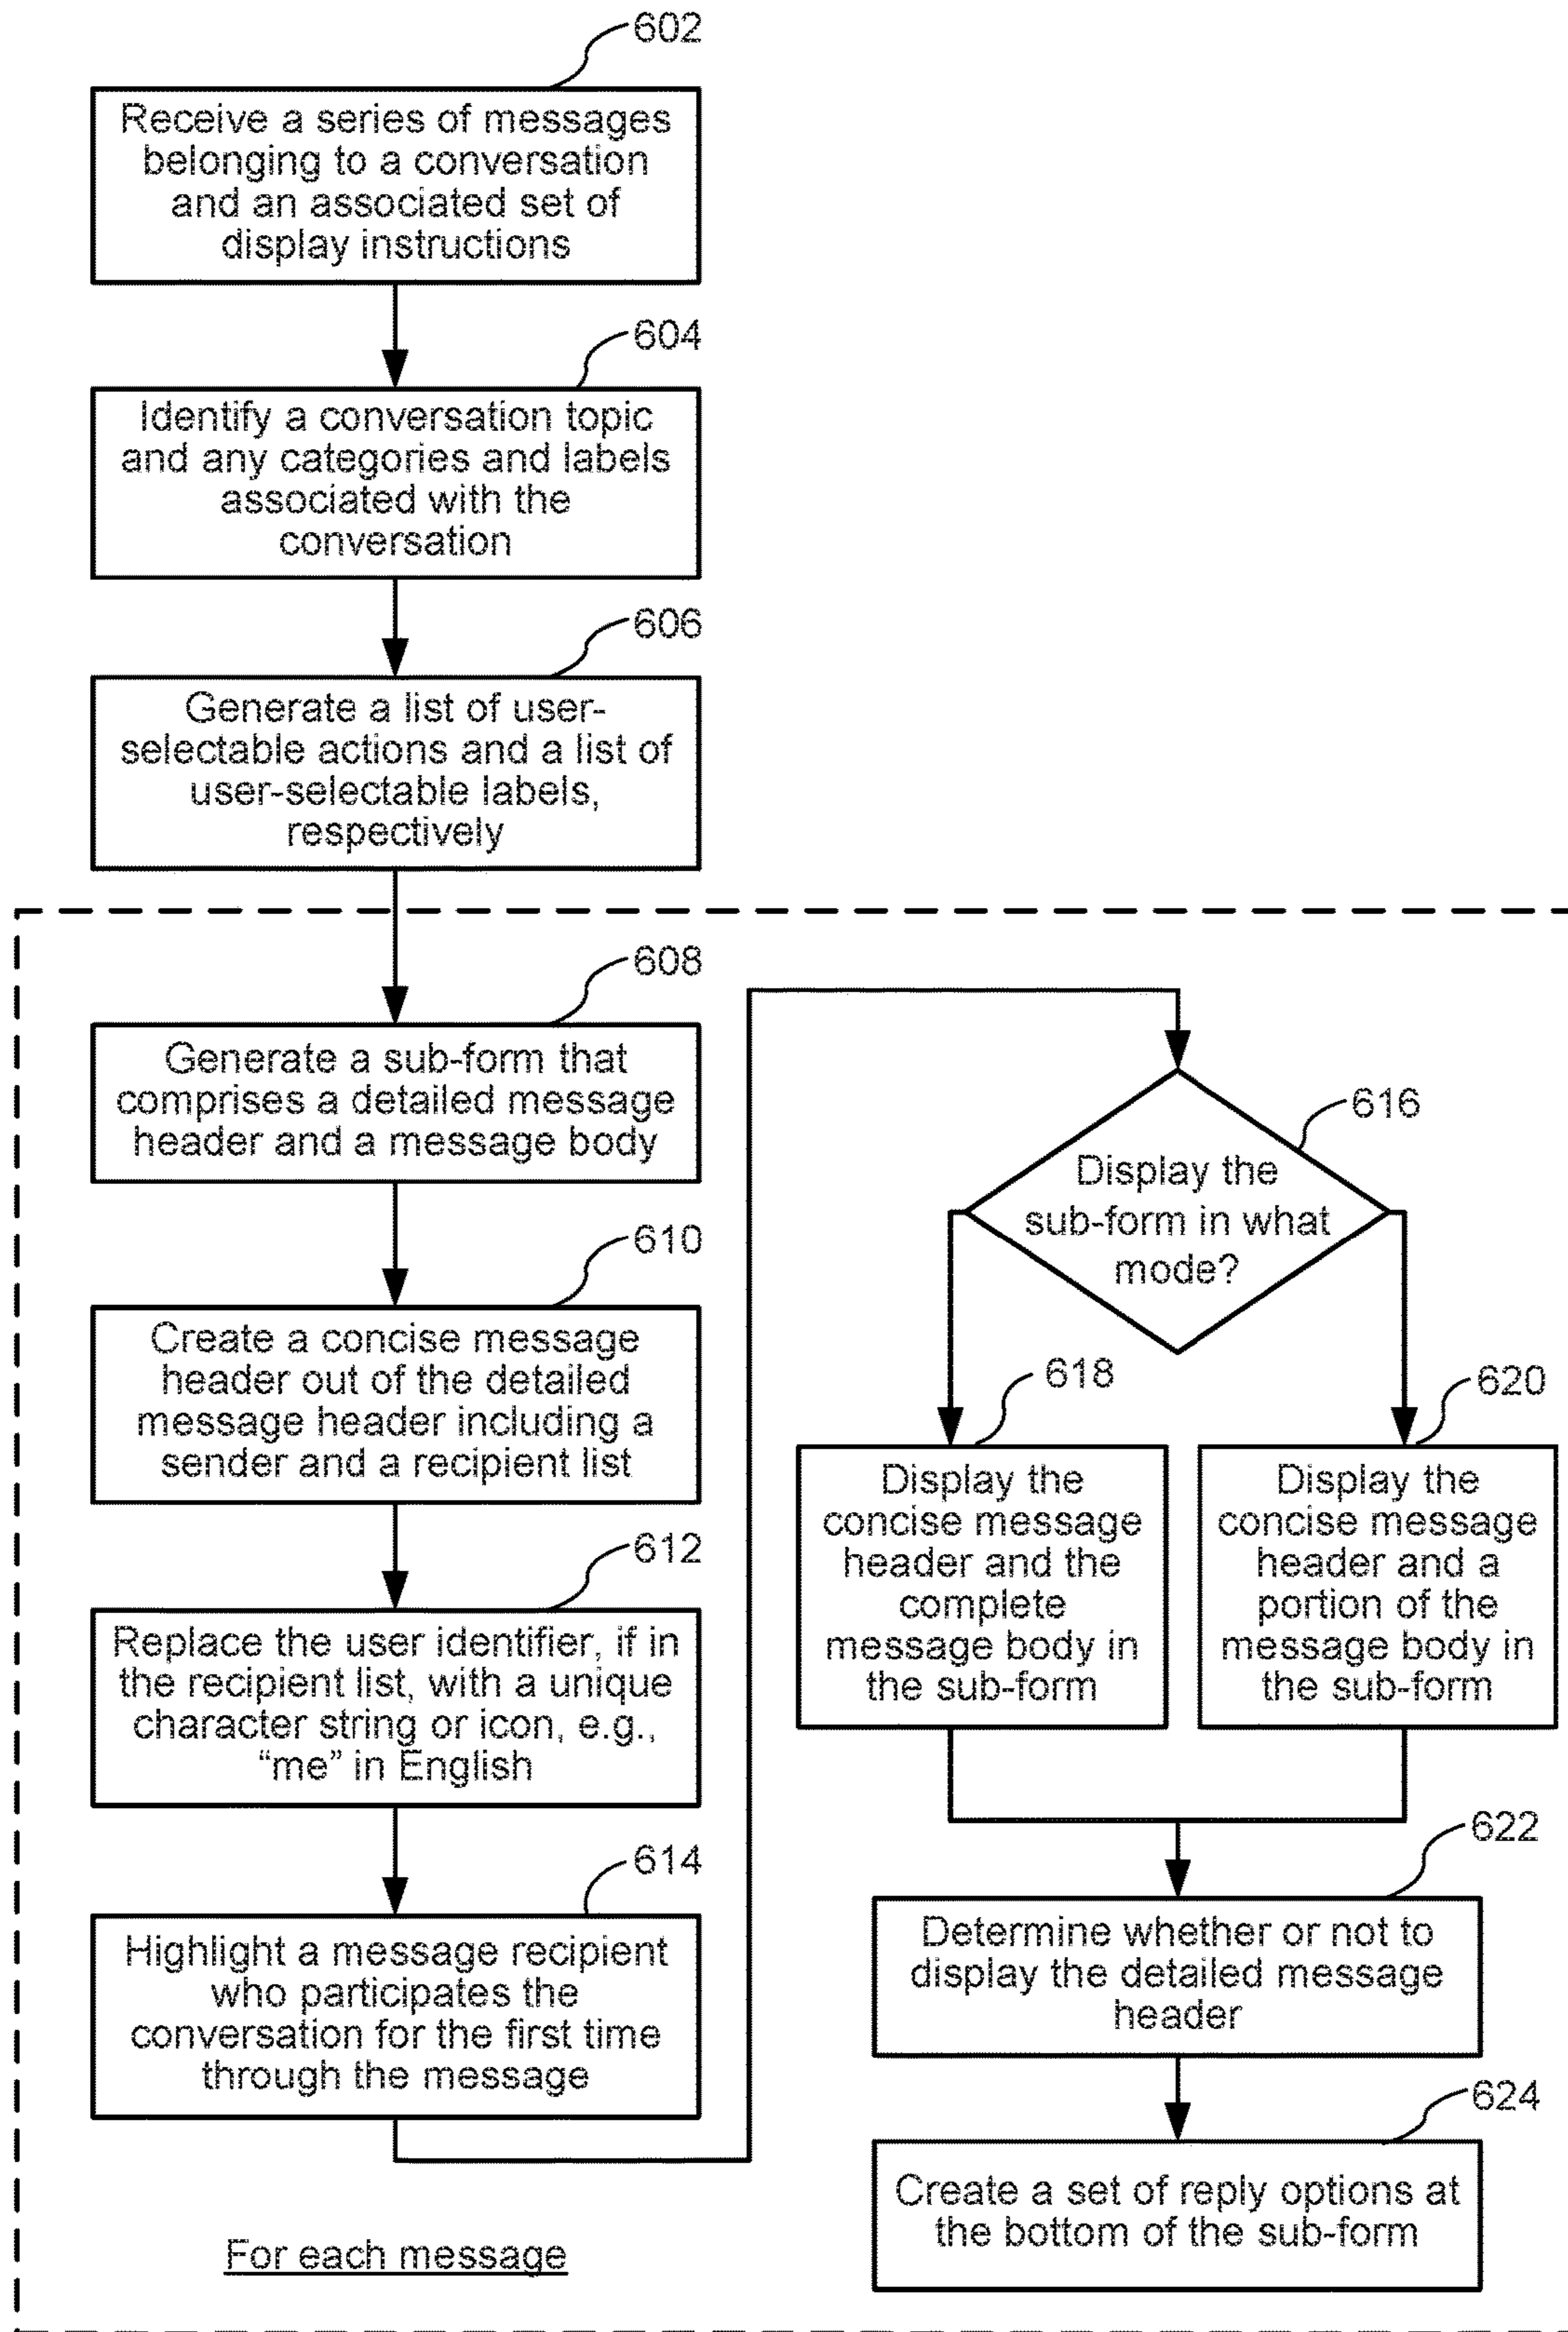 602
Receive a series of messages
belonging to a conversation
and an associated set of
display instructions
604
Identify a conversation topic
and any categories and labels
associated with the
conversation
606
Generate a list of user-
selectable actions and a list of
user-selectable labels,
respectively
608
Generate a sub-form that
comprises a detailed message
header and a message body
610
Create a concise message
header out of the detailed
message header including a
sender and a recipient list
612
Replace the user identifier, if in
the recipient list, with a unique
character string or icon, e.g.,
“me” in English
614
Highlight a message recipient
who participates the
conversation for the first time
through the message
For each message
616
Display the
sub-form in what
mode?
618
Display the
concise message
header and the
complete
message body in
the sub-form
620
Display the
concise message
header and a
portion of the
message body in
the sub-form
622
Determine whether or not to
display the detailed message
header
624
Create a set of reply options at
the bottom of the sub-form